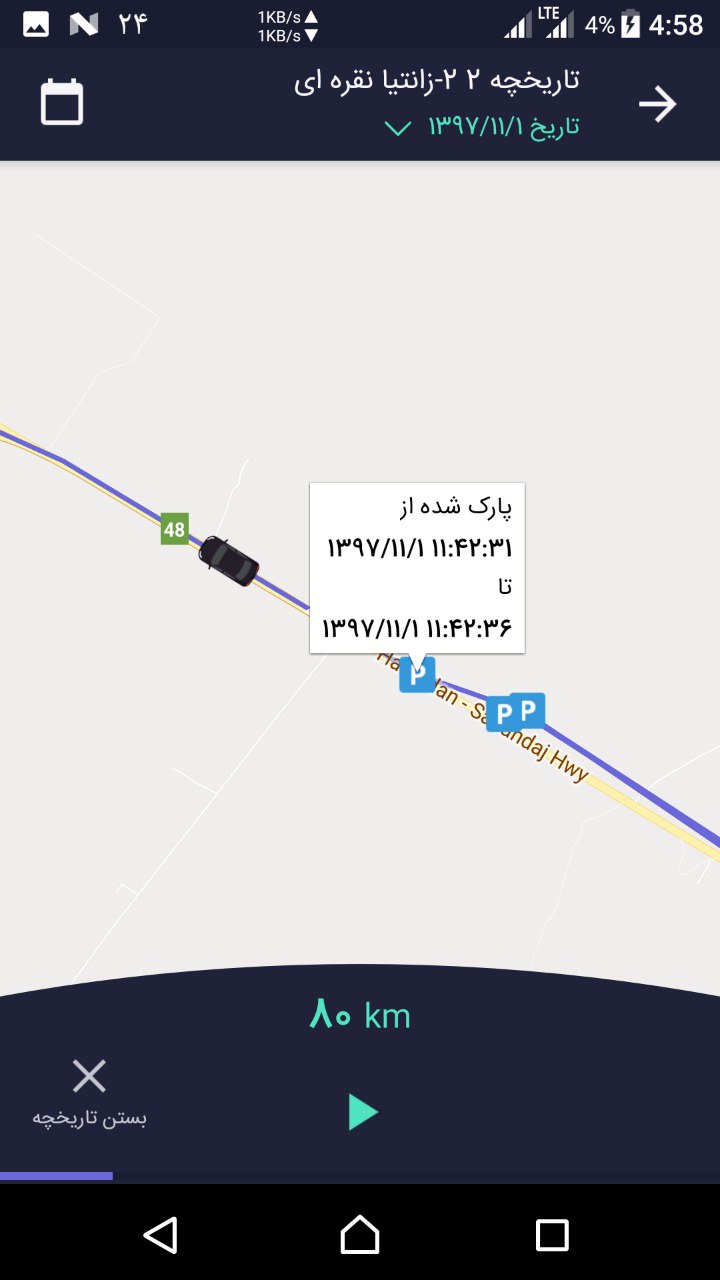 ۲۴
1KB/s
1KB/s
LTE
4%
4:58
تاریخچه ۲ ۲-زانتیا نقره ای
تاریخ ۱۳۹۷/۱۱/۱
48
پارک شده از
۱۳۹۷/۱۱/۱ ۱۱:۴۲:۳۱
تا
۱۳۹۷/۱۱/۱ ۱۱:۴۲:۳۶
P
P
P
Hwy
۸۰ km
بستن تاریخچه